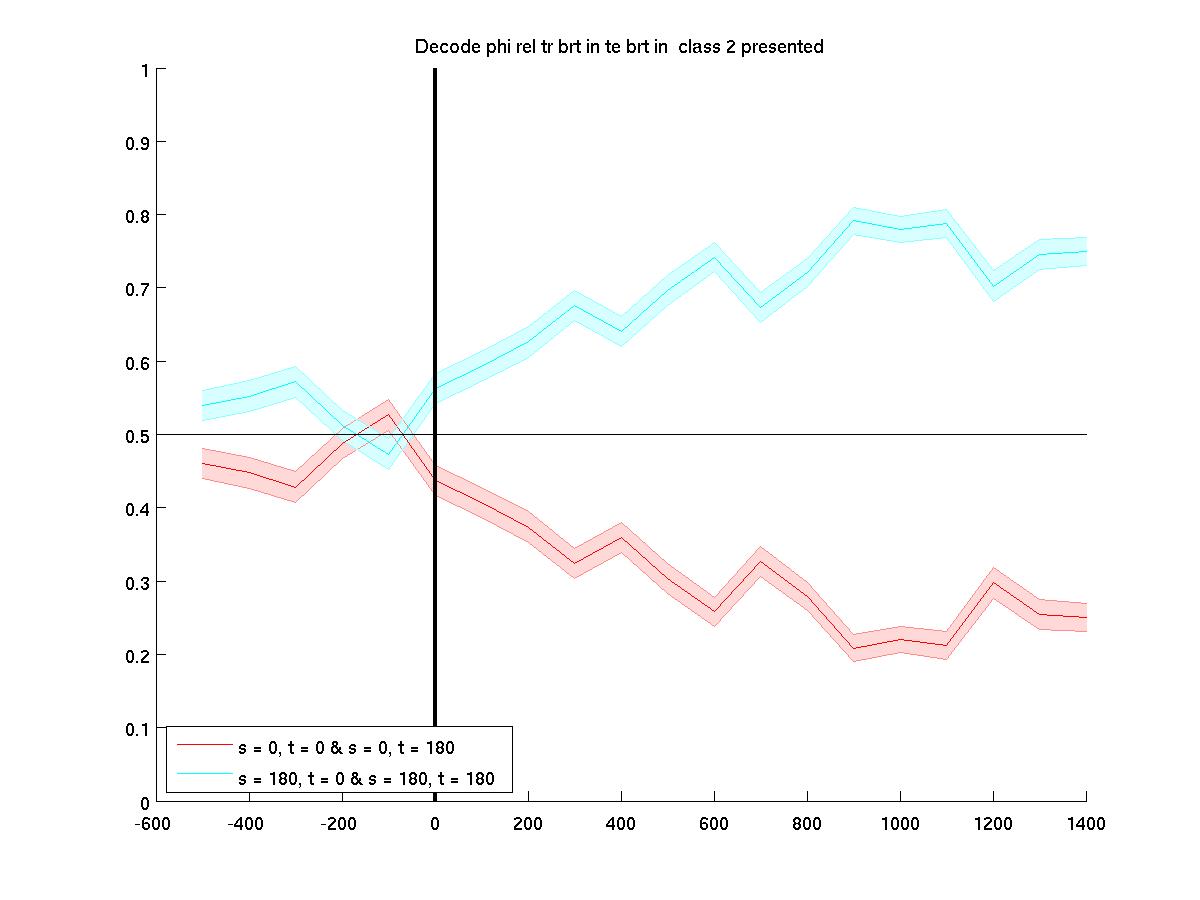 Decode phi rel tr brt in te brt in  class 2 presented
1
0.9
0.8
0.7
0.6
0.5
0.4
0.3
0.2
0.1
0
s = 0, t = 0 & s = 0, t = 180
s = 180, t = 0 & s = 180, t = 180
-600 -400 -200 0 200 400 600 800 1000 1200 1400